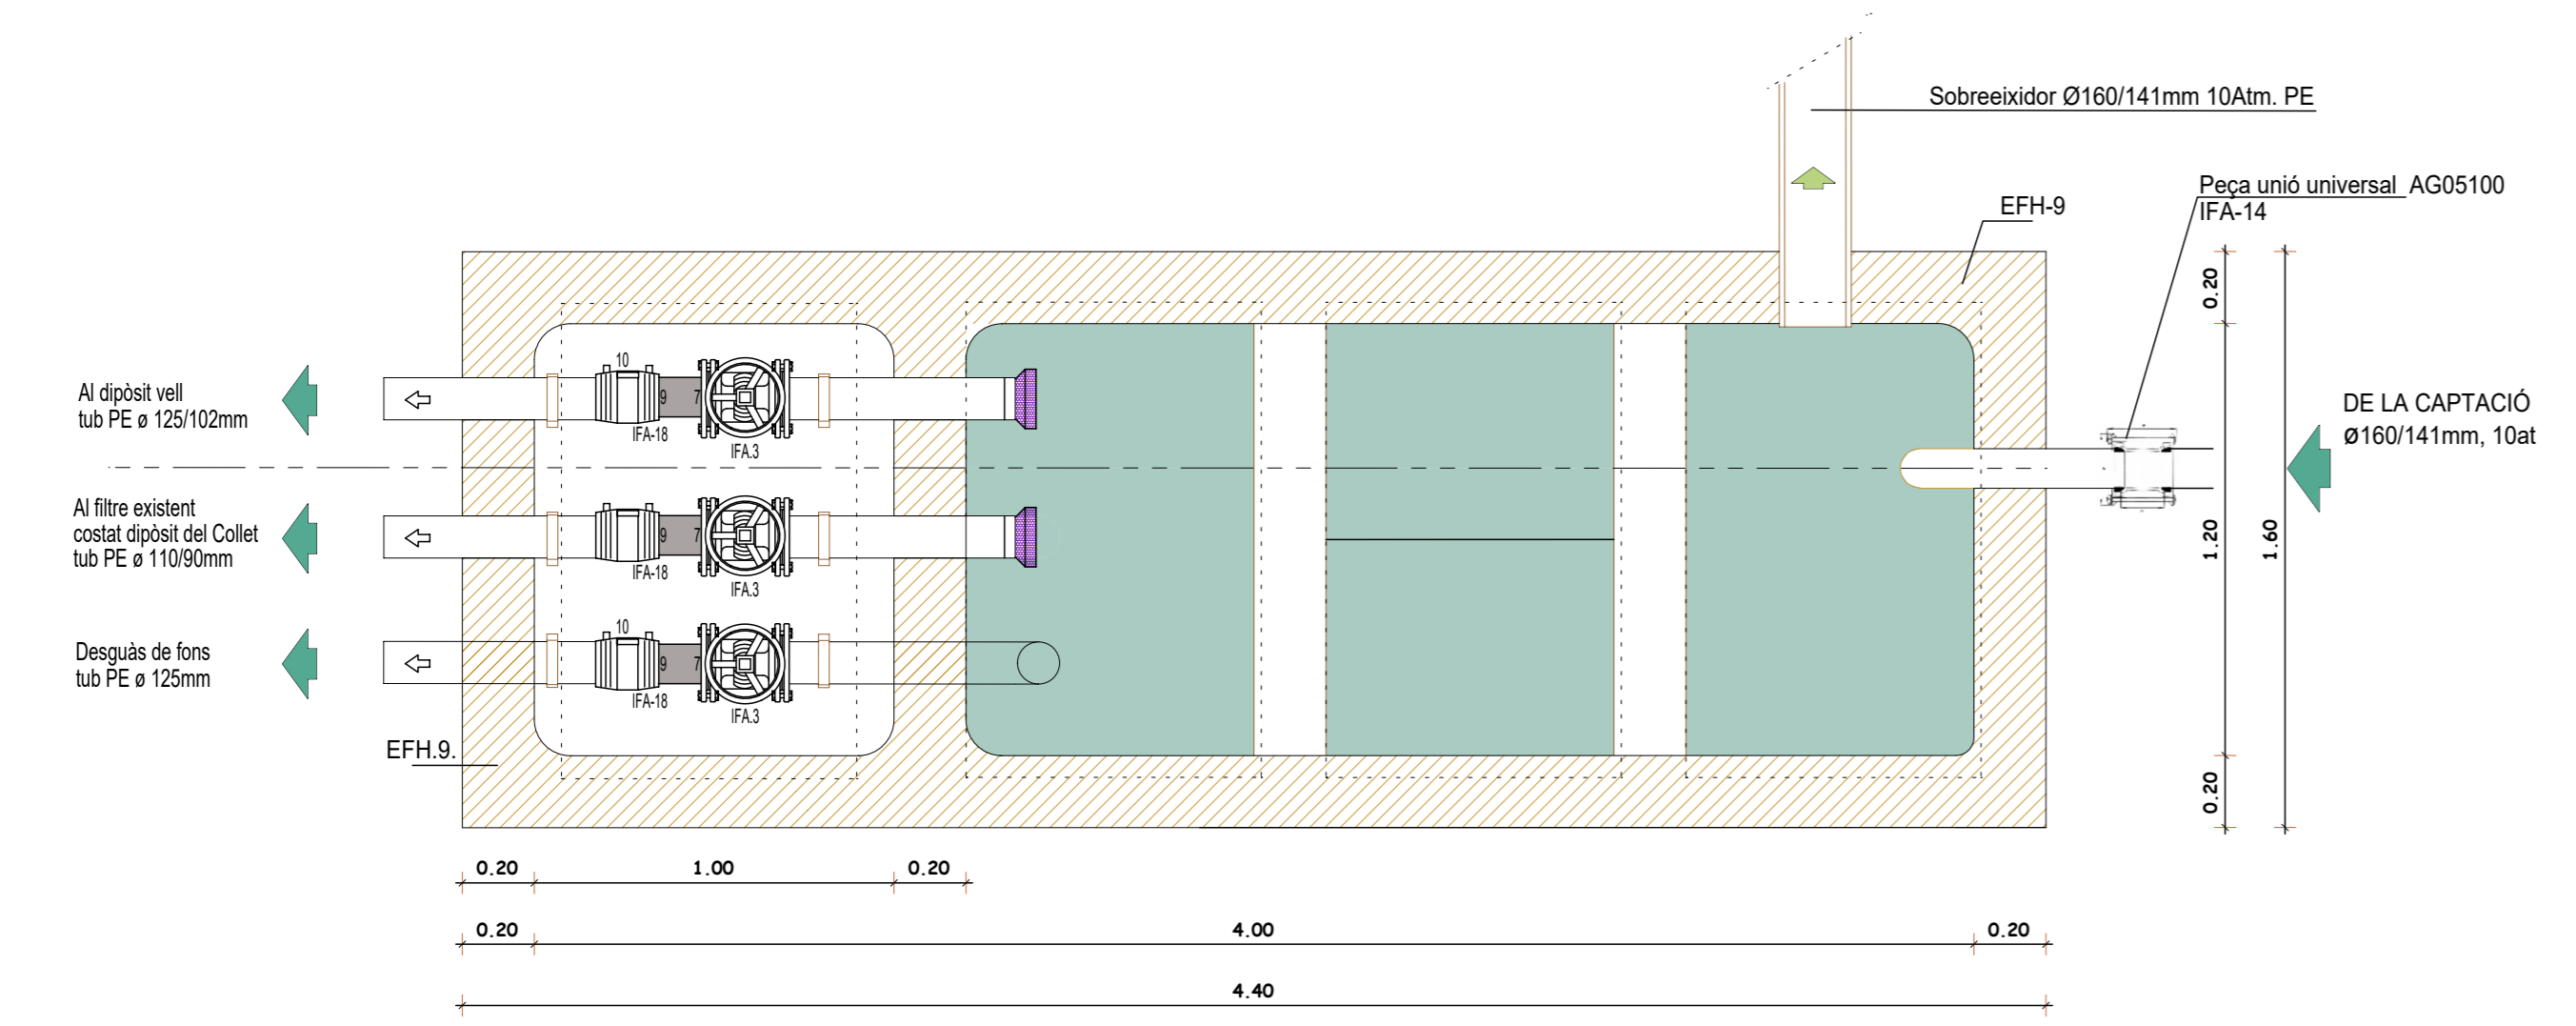 Sobreeixidor Ø160/141mm 10Atm. PE
Peça unió universal AG05100
IFA-14
EFH-9
0.20
1.20
1.60
0.20
DE LA CAPTACIÓ
Ø160/141mm, 10at
Al dipòsit vell
tub PE ø 125/102mm
10
9 7
IFA-18
IFA.3
Al filtre existent
costat dipòsit del Collet
tub PE ø 110/90mm
9 7
IFA-18
IFA.3
Desguàs de fons
tub PE ø 125mm
10
9 7
IFA-18
IFA.3
EFH.9.
0.20 1.00 0.20
0.20 4.00 0.20
4.40